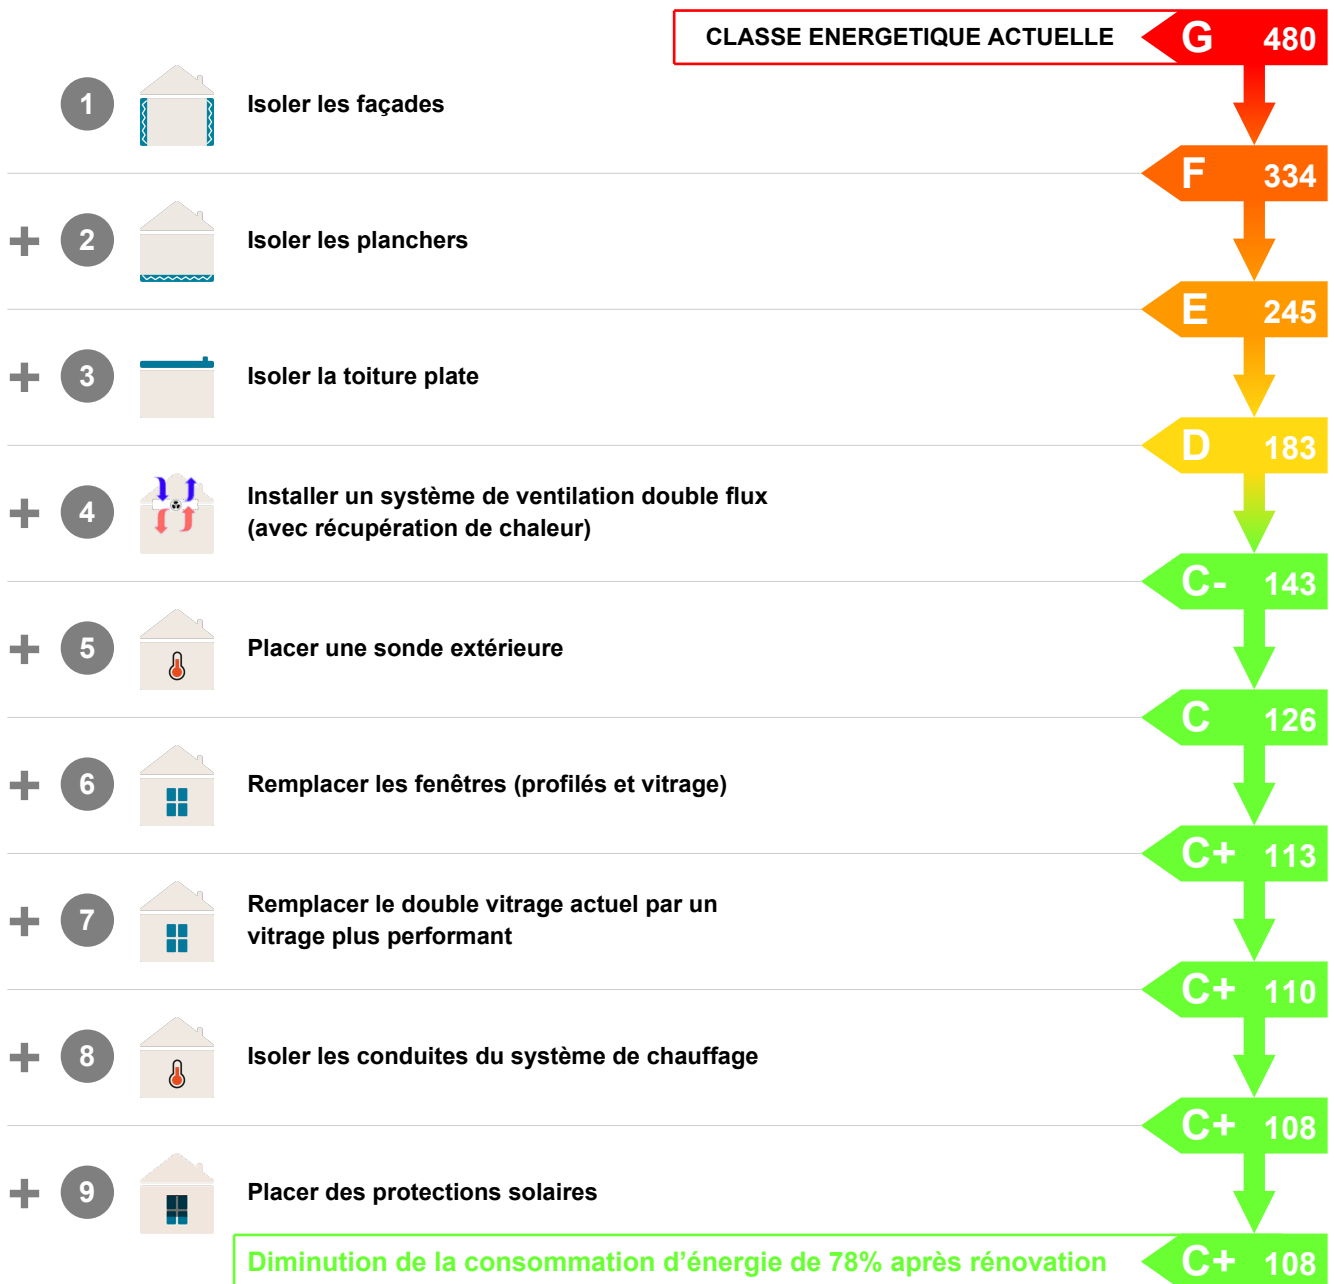 CLASSE ENERGETIQUE ACTUELLE G 480
1 Isoler les façades
F 334
+ 2 Isoler les planchers
E 245
+ 3 Isoler la toiture plate
D 183
+ 4 Installer un système de ventilation double flux
(avec récupération de chaleur)
C- 143
+ 5 Placer une sonde extérieure
C 126
+ 6 Remplacer les fenêtres (profilés et vitrage)
C+ 113
+ 7 Remplacer le double vitrage actuel par un
vitrage plus performant
C+ 110
+ 8 Isoler les conduites du système de chauffage
C+ 108
+ 9 Placer des protections solaires
Diminution de la consommation d’énergie de 78% après rénovation C+ 108